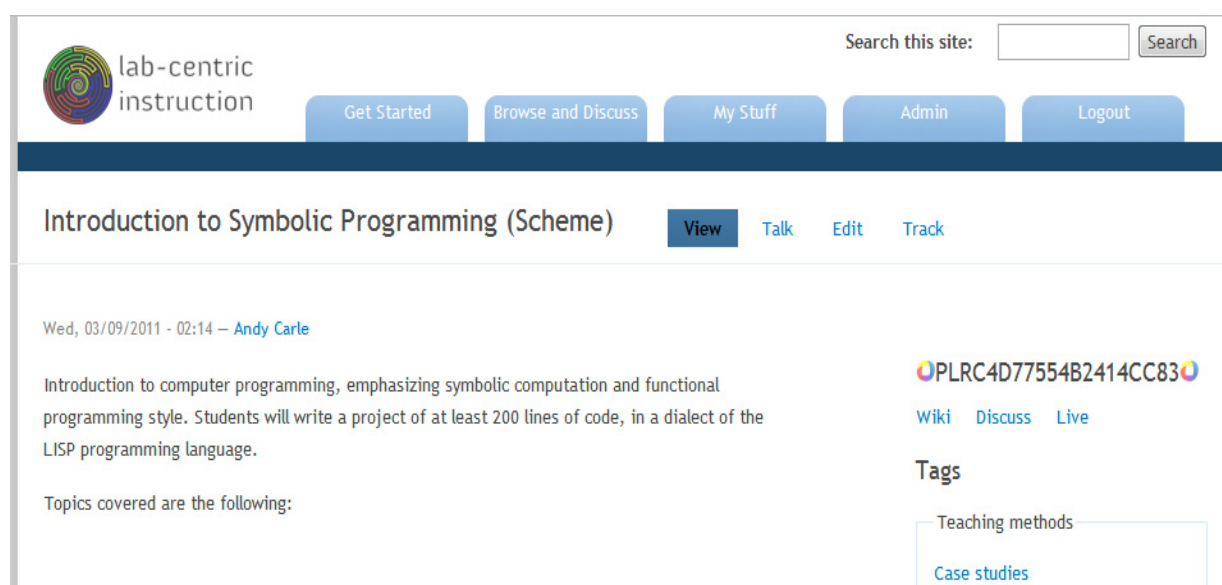 Search this site:
Search
lab-centric
instruction
Get Started
Browse and Discuss
My Stuff
Admin
Logout
Introduction to Symbolic Programming (Scheme)
View
Talk
Edit
Track
Wed, 03/09/2011 - 02:14 — Andy Carle
Introduction to computer programming, emphasizing symbolic computation and functional
programming style. Students will write a project of at least 200 lines of code, in a dialect of the
LISP programming language.
Topics covered are the following:
PLRC4D77554B2414CC83
Wiki
Discuss
Live
Tags
Teaching methods
Case studies